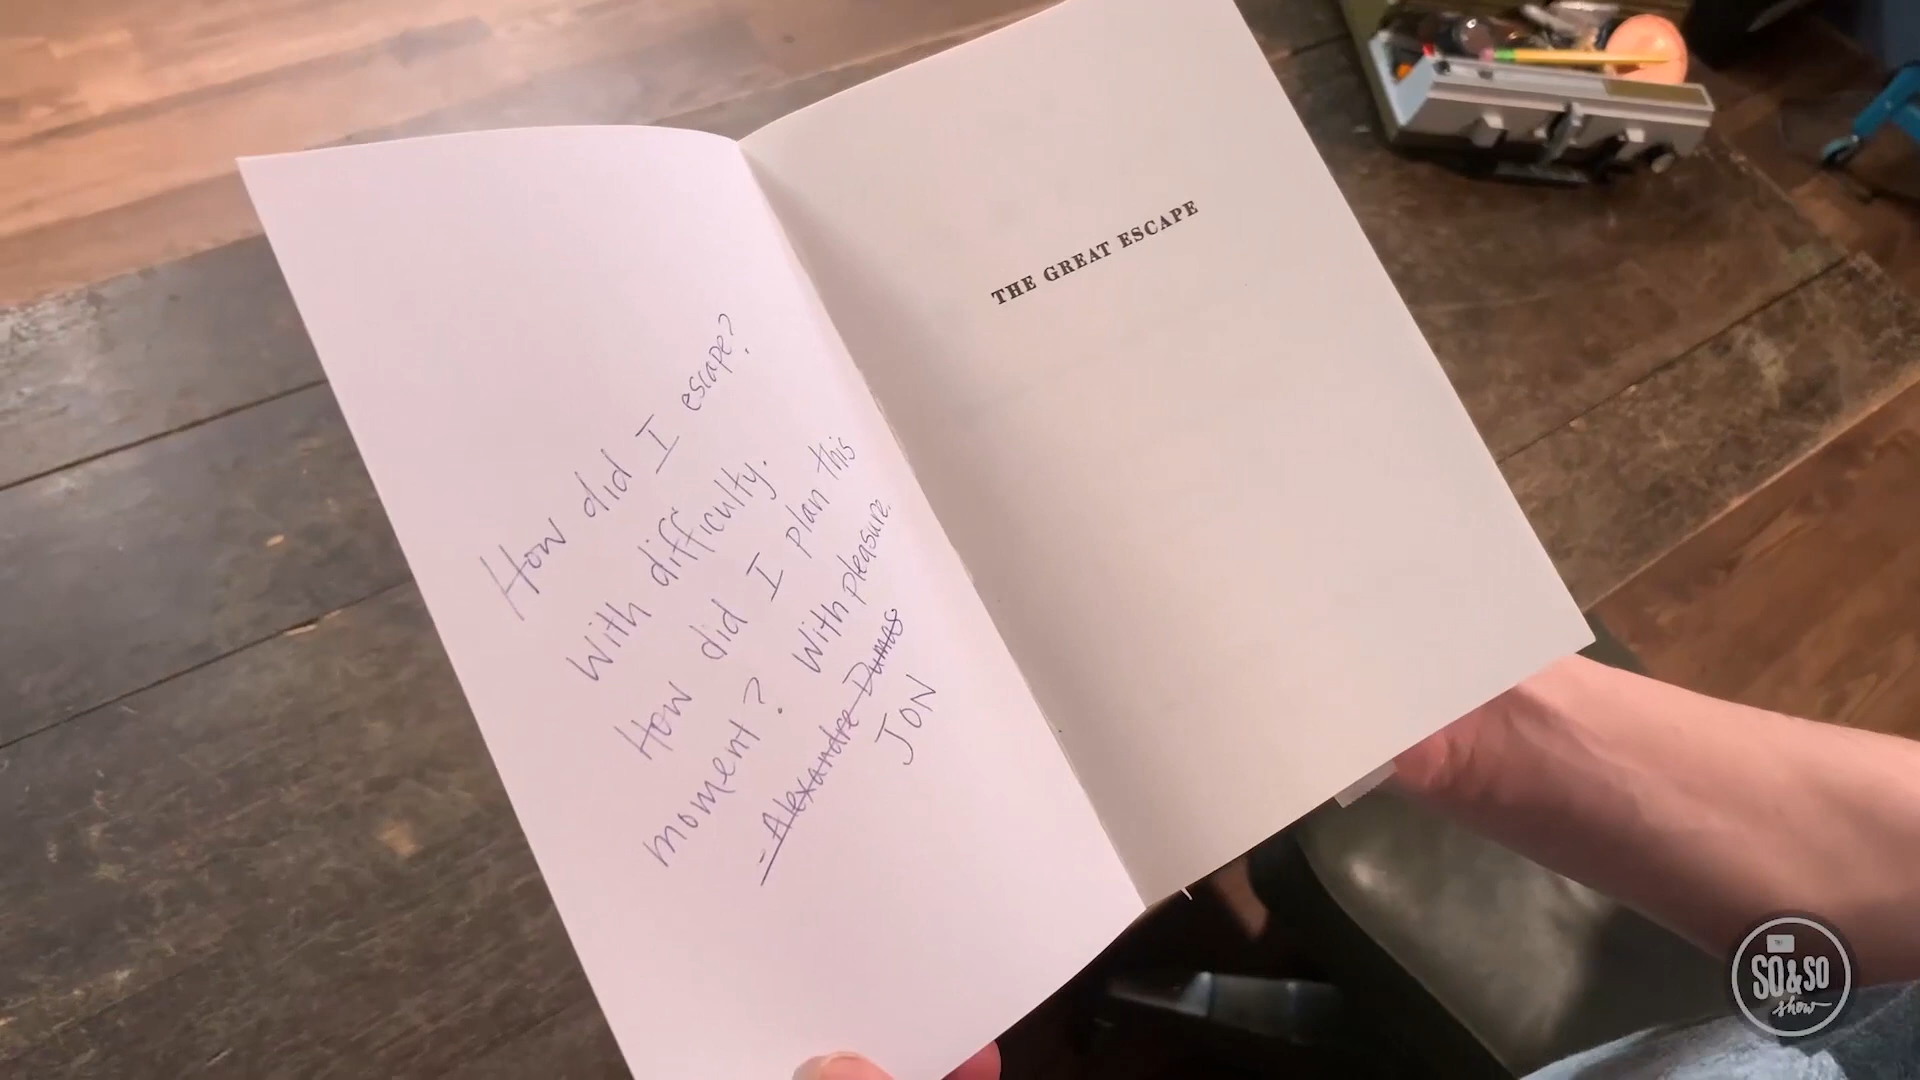 How did I escape?
With difficulty.
How did I plan this
moment? With pleasure.
- Alexandre Dumas
JON
THE GREAT ESCAPE
SO&SO
show